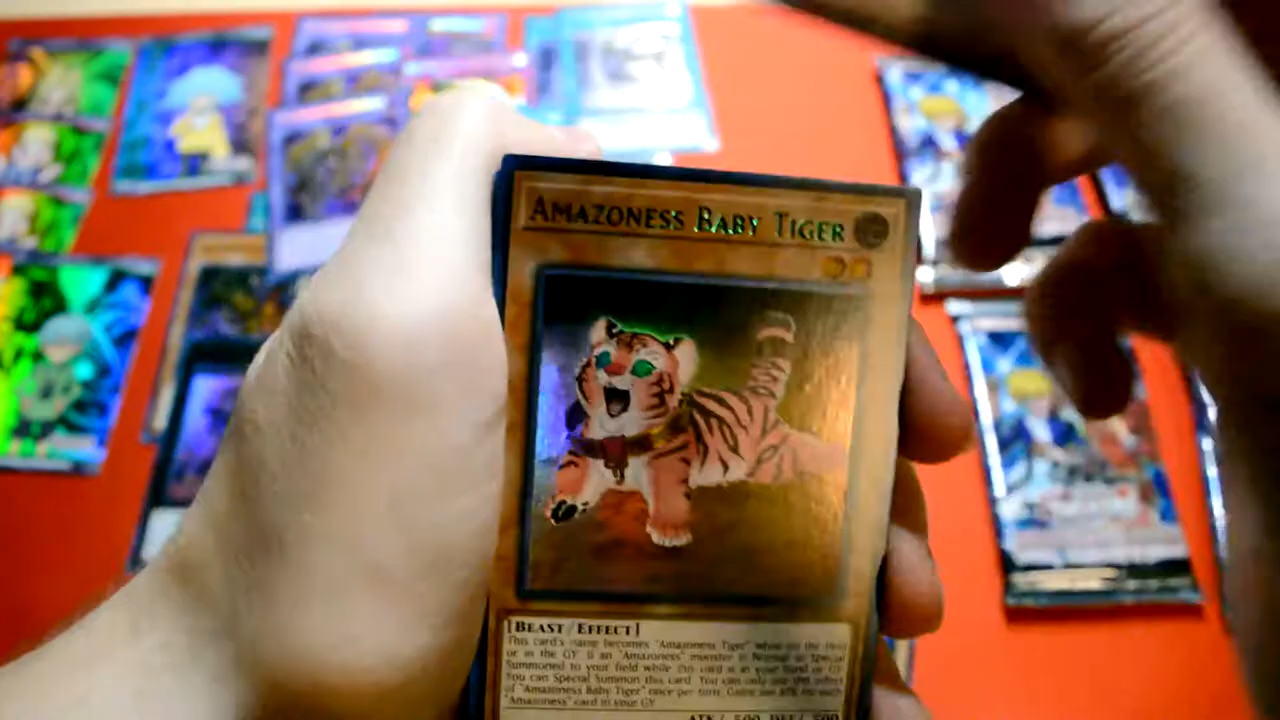 AMAZONESS BABY TIGER
[BEAST/EFFECT]
This card's name becomes "Amazoness Tiger" while on the field
or in the GY. If an "Amazoness" monster is Normal or Special
Summoned to your field while this card is in your hand or GY:
You can Special Summon this card. You can only use this effect
of "Amazoness Baby Tiger" once per turn. Gains 100 ATK for each
"Amazoness" card in your GY.
ATK/ 500 DEF/ 500